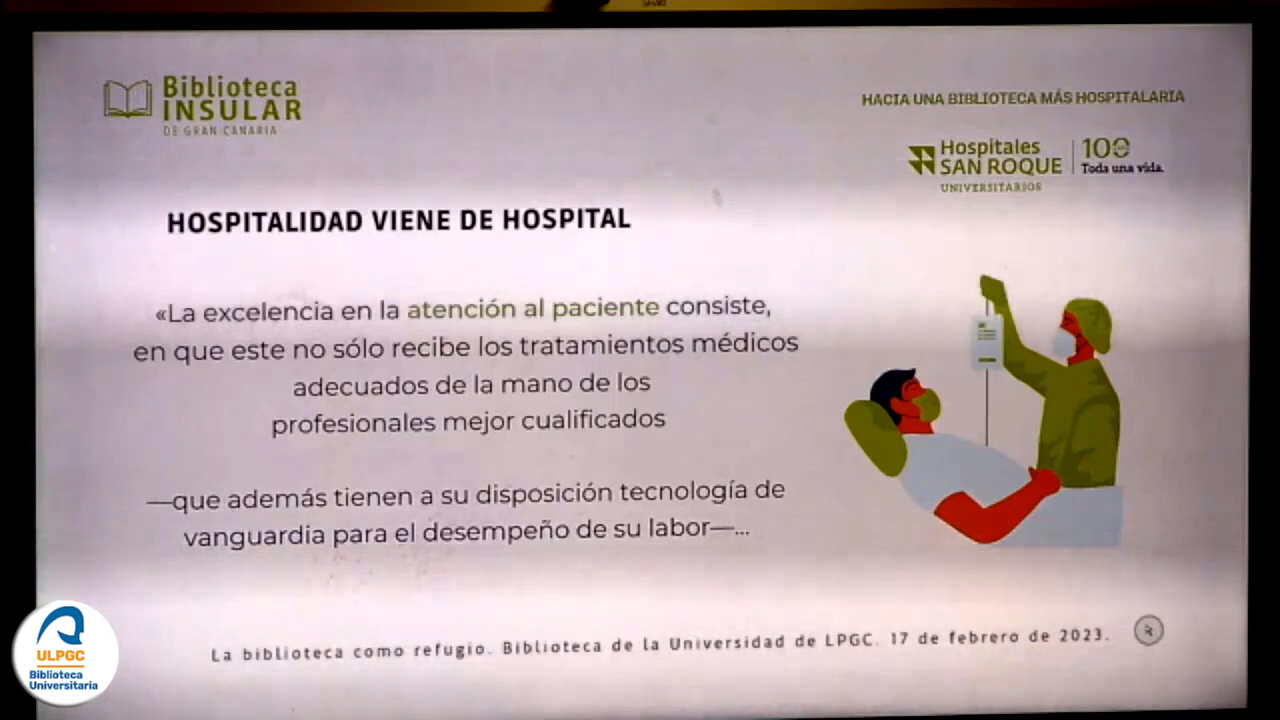 Biblioteca
INSULAR
DE GRAN CANARIA
HACIA UNA BIBLIOTECA MÁS HOSPITALARIA
Hospitales
SAN ROQUE
UNIVERSITARIOS
100
Toda una vida.
HOSPITALIDAD VIENE DE HOSPITAL
«La excelencia en la atención al paciente consiste,
en que este no sólo recibe los tratamientos médicos
adecuados de la mano de los
profesionales mejor cualificados
—que además tienen a su disposición tecnología de
vanguardia para el desempeño de su labor—...
La biblioteca como refugio. Biblioteca de la Universidad de LPGC. 17 de febrero de 2023.
ULPGC
Biblioteca
Universitaria